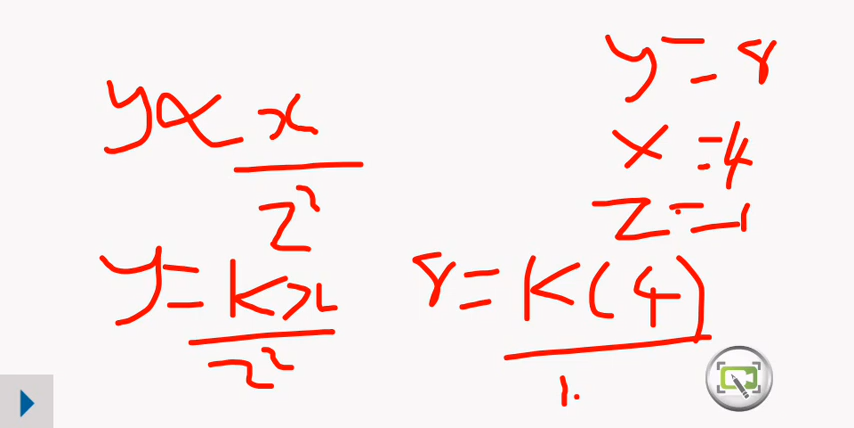 y ∝ x / z²
y = kx / z²
y = 8
x = 4
z = 1
8 = k(4) / 1.